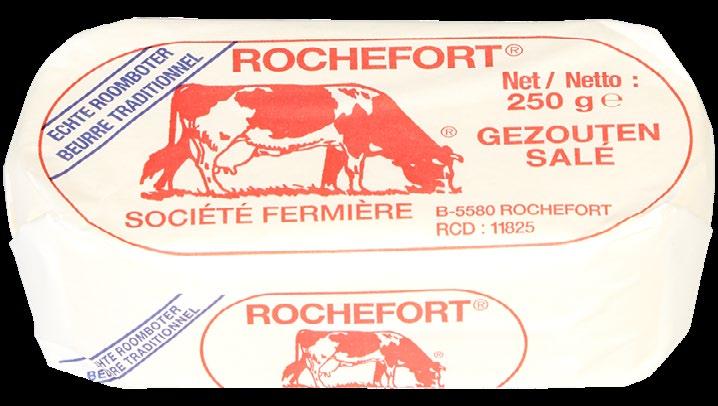 ECHTE ROOMBOTER
BEURRE TRADITIONNEL
ROCHEFORT®
Net / Netto :
250 g ℮
®
GEZOUTEN
SALÉ
SOCIÉTÉ FERMIÈRE
B-5580 ROCHEFORT
RCD : 11825
HTE ROOMBOTER
BEURRE TRADITIONNEL
ROCHEFORT®
®